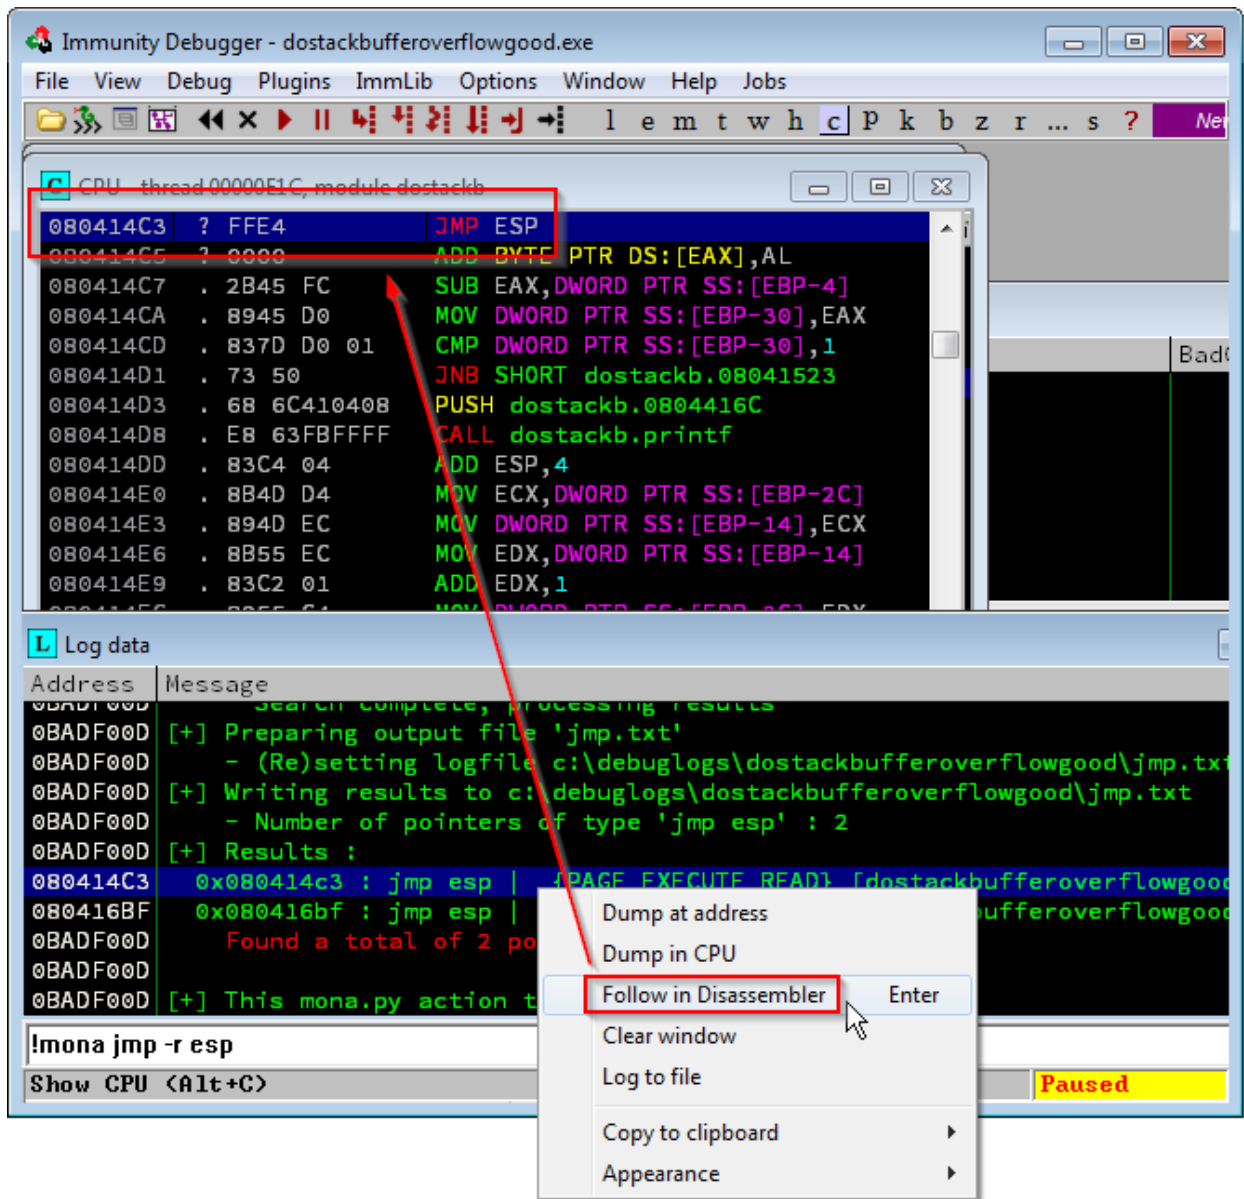 Immunity Debugger - dostackbufferoverflowgood.exe
File View Debug Plugins ImmLib Options Window Help Jobs
l e m t w h c P k b z r ... s ?
C CPU - thread 00000E1C, module dostackb
080414C3 ? FFE4 JMP ESP
080414C5 ? 0000 ADD BYTE PTR DS:[EAX],AL
080414C7 . 2B45 FC SUB EAX,DWORD PTR SS:[EBP-4]
080414CA . 8945 D0 MOV DWORD PTR SS:[EBP-30],EAX
080414CD . 837D D0 01 CMP DWORD PTR SS:[EBP-30],1
080414D1 . 73 50 JNB SHORT dostackb.08041523
080414D3 . 68 6C410408 PUSH dostackb.0804416C
080414D8 . E8 63FBFFFF CALL dostackb.printf
080414DD . 83C4 04 ADD ESP,4
080414E0 . 8B4D D4 MOV ECX,DWORD PTR SS:[EBP-2C]
080414E3 . 894D EC MOV DWORD PTR SS:[EBP-14],ECX
080414E6 . 8B55 EC MOV EDX,DWORD PTR SS:[EBP-14]
080414E9 . 83C2 01 ADD EDX,1
L Log data
Address Message
0BADF00D Search complete, processing results
0BADF00D [+] Preparing output file 'jmp.txt'
0BADF00D - (Re)setting logfile c:\debuglogs\dostackbufferoverflowgood\jmp.txt
0BADF00D [+] Writing results to c:\debuglogs\dostackbufferoverflowgood\jmp.txt
0BADF00D - Number of pointers of type 'jmp esp' : 2
0BADF00D [+] Results :
080414C3 0x080414c3 : jmp esp | {PAGE_EXECUTE_READ} [dostackbufferoverflowgood
080416BF 0x080416bf : jmp esp |
0BADF00D Found a total of 2
0BADF00D
0BADF00D [+] This mona.py action
Dump at address
Dump in CPU
Follow in Disassembler Enter
Clear window
Log to file
Copy to clipboard
Appearance
!mona jmp -r esp
Show CPU (Alt+C) Paused